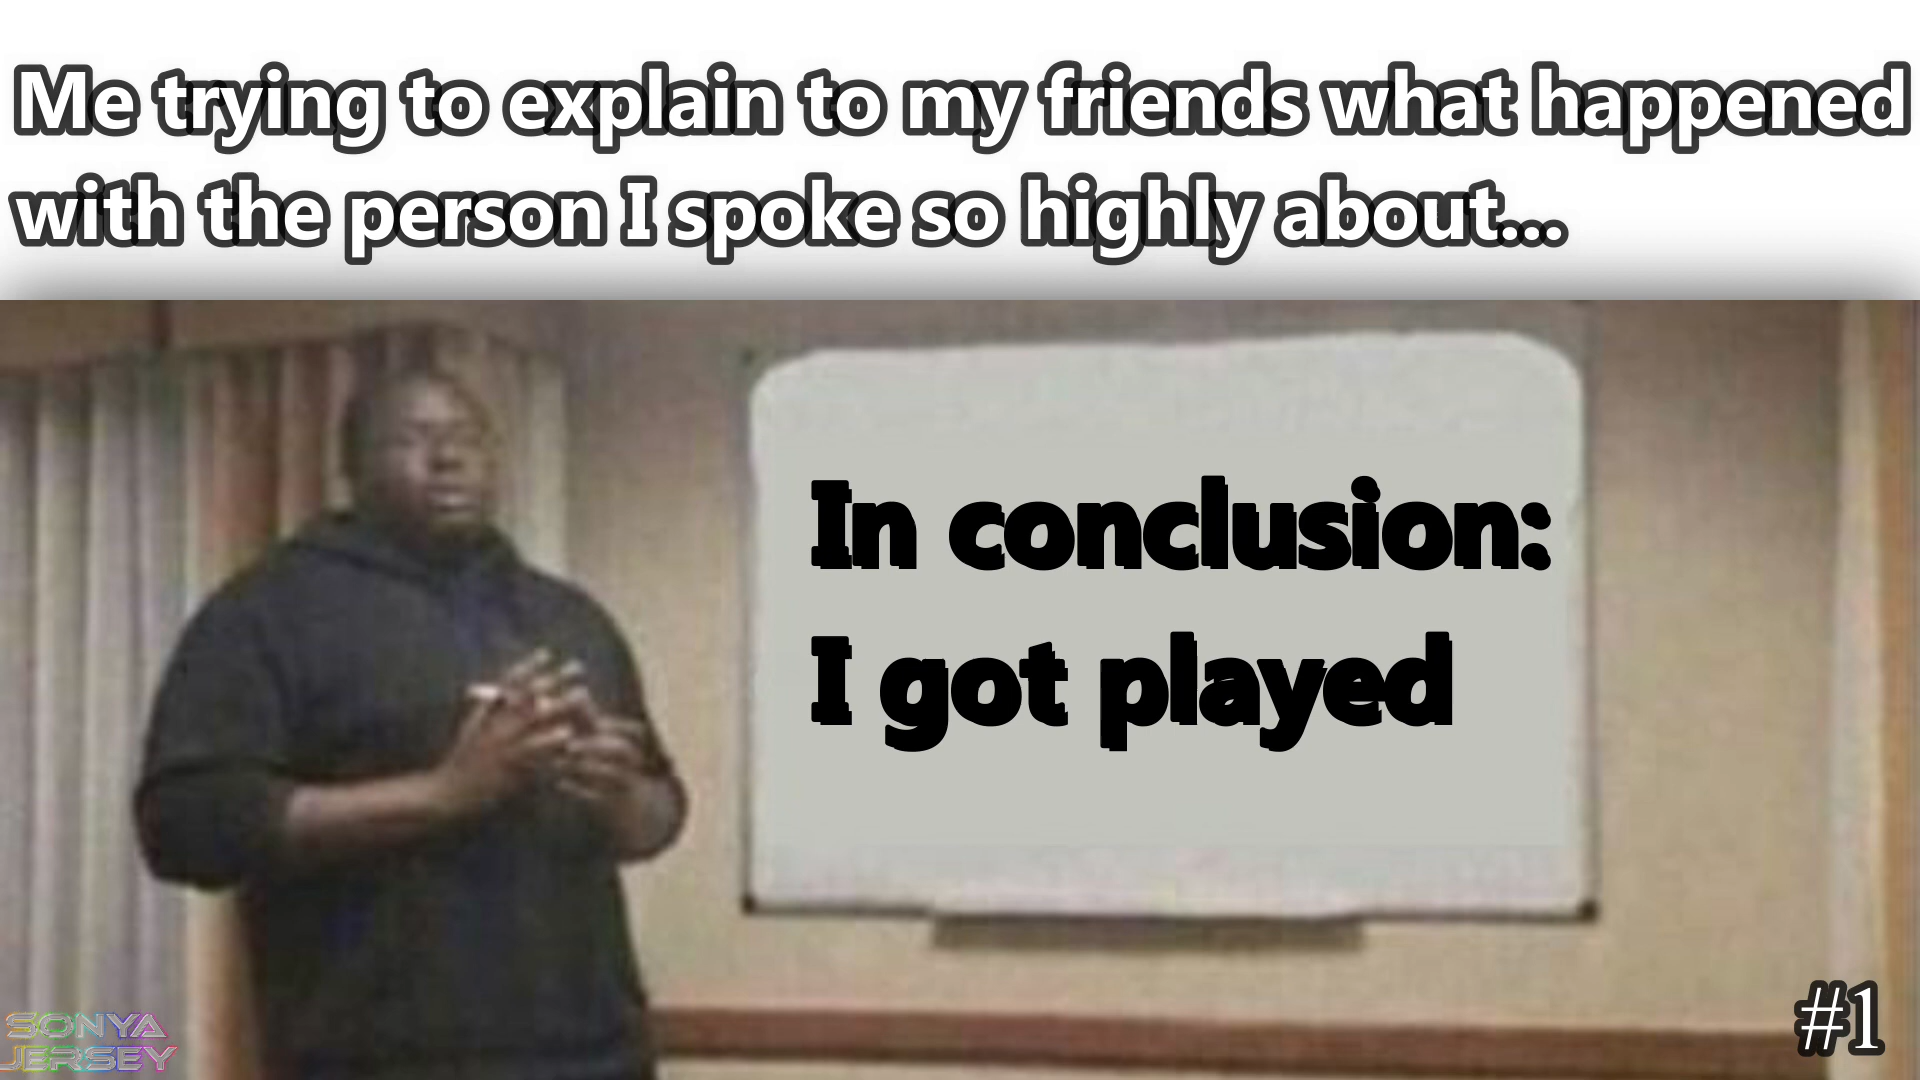 Me trying to explain to my friends what happened
with the person I spoke so highly about...
In conclusion:
I got played
#1
SONYA
JERSEY